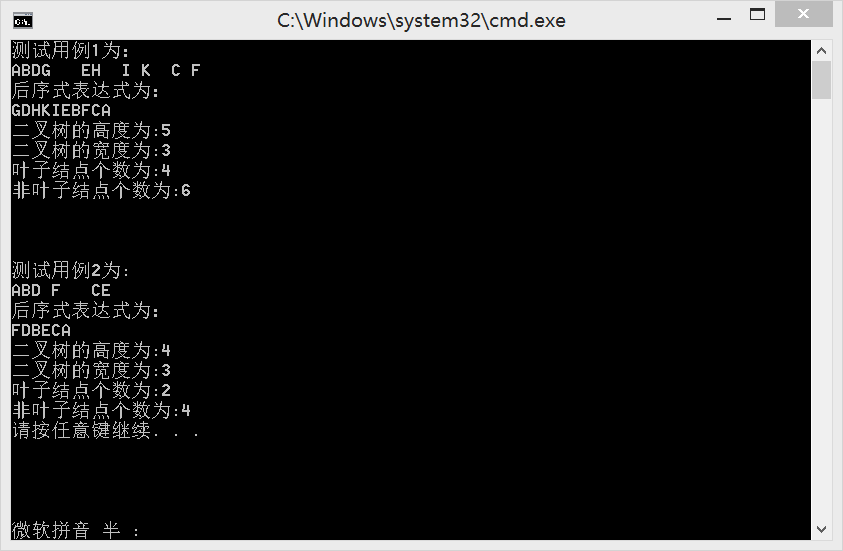 C:\Windows\system32\cmd.exe
测试用例1为:
ABDG   EH  I K  C F
后序式表达式为:
GDHKIEBFCA
二叉树的高度为:5
二叉树的宽度为:3
叶子结点个数为:4
非叶子结点个数为:6
测试用例2为:
ABD F   CE
后序式表达式为:
FDBECA
二叉树的高度为:4
二叉树的宽度为:3
叶子结点个数为:2
非叶子结点个数为:4
请按任意键继续. . .
微软拼音 半 :